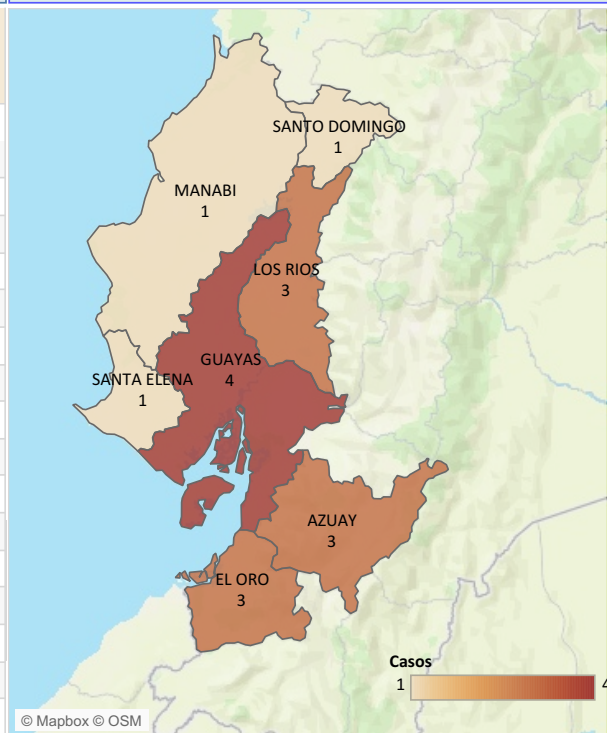 SANTO DOMINGO
1
MANABI
1
LOS RIOS
3
GUAYAS
4
SANTA ELENA
1
AZUAY
3
EL ORO
3
Casos
1 4
© Mapbox © OSM